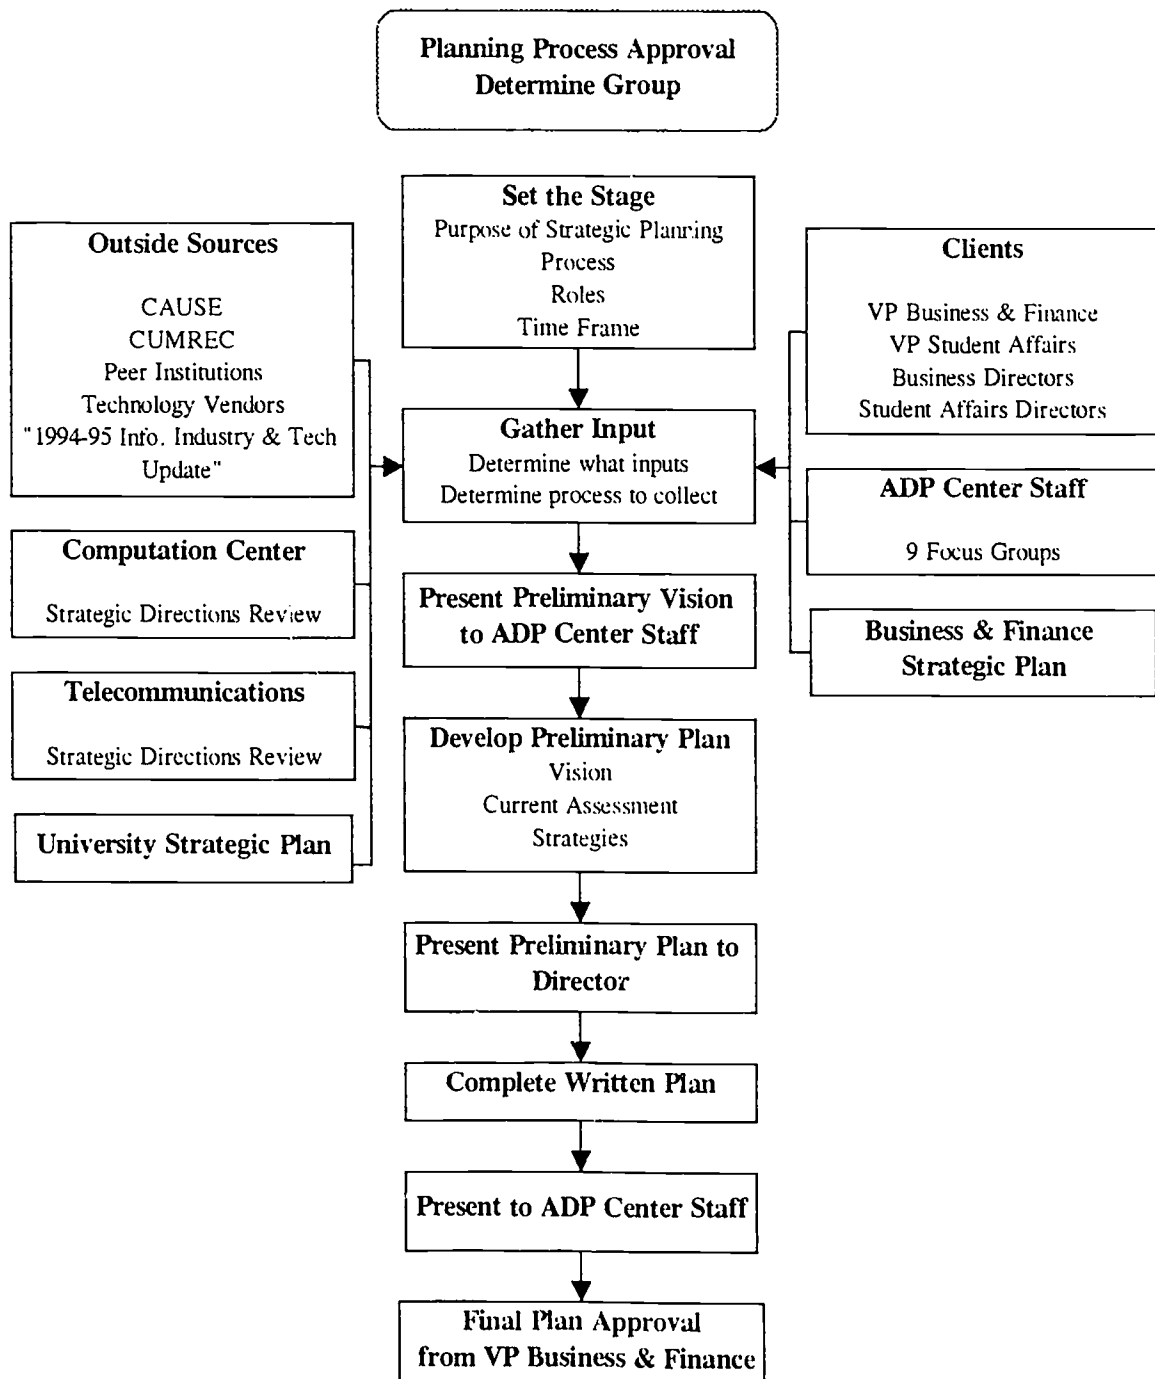 Planning Process Approval
Determine Group
Set the Stage
Purpose of Strategic Planning
Process
Roles
Time Frame
Outside Sources
CAUSE
CUMREC
Peer Institutions
Technology Vendors
"1994-95 Info. Industry & Tech
Update"
Clients
VP Business & Finance
VP Student Affairs
Business Directors
Student Affairs Directors
Gather Input
Determine what inputs
Determine process to collect
ADP Center Staff
9 Focus Groups
Computation Center
Strategic Directions Review
Present Preliminary Vision
to ADP Center Staff
Business & Finance
Strategic Plan
Telecommunications
Strategic Directions Review
Develop Preliminary Plan
Vision
Current Assessment
Strategies
University Strategic Plan
Present Preliminary Plan to
Director
Complete Written Plan
Present to ADP Center Staff
Final Plan Approval
from VP Business & Finance